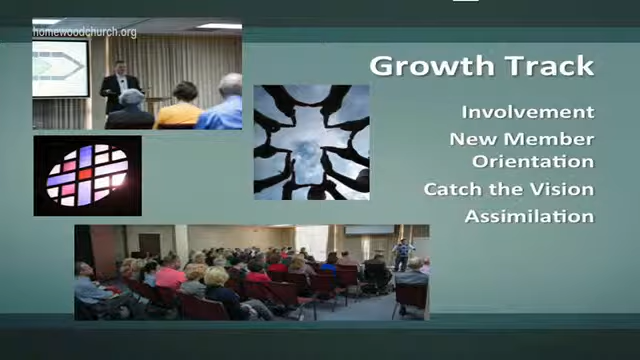 homewoodchurch.org
Growth Track
Involvement
New Member
Orientation
Catch the Vision
Assimilation